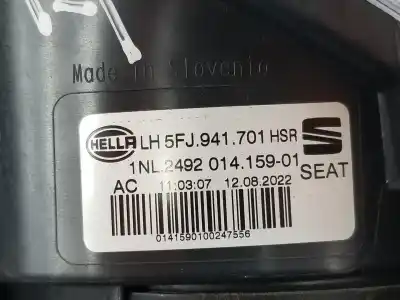 Made in Slovenia
HELLA LH 5FJ.941.701 HSR
1NL.2492 014.159-01 SEAT
AC 11:03:07 12.08.2022
0141590100247556